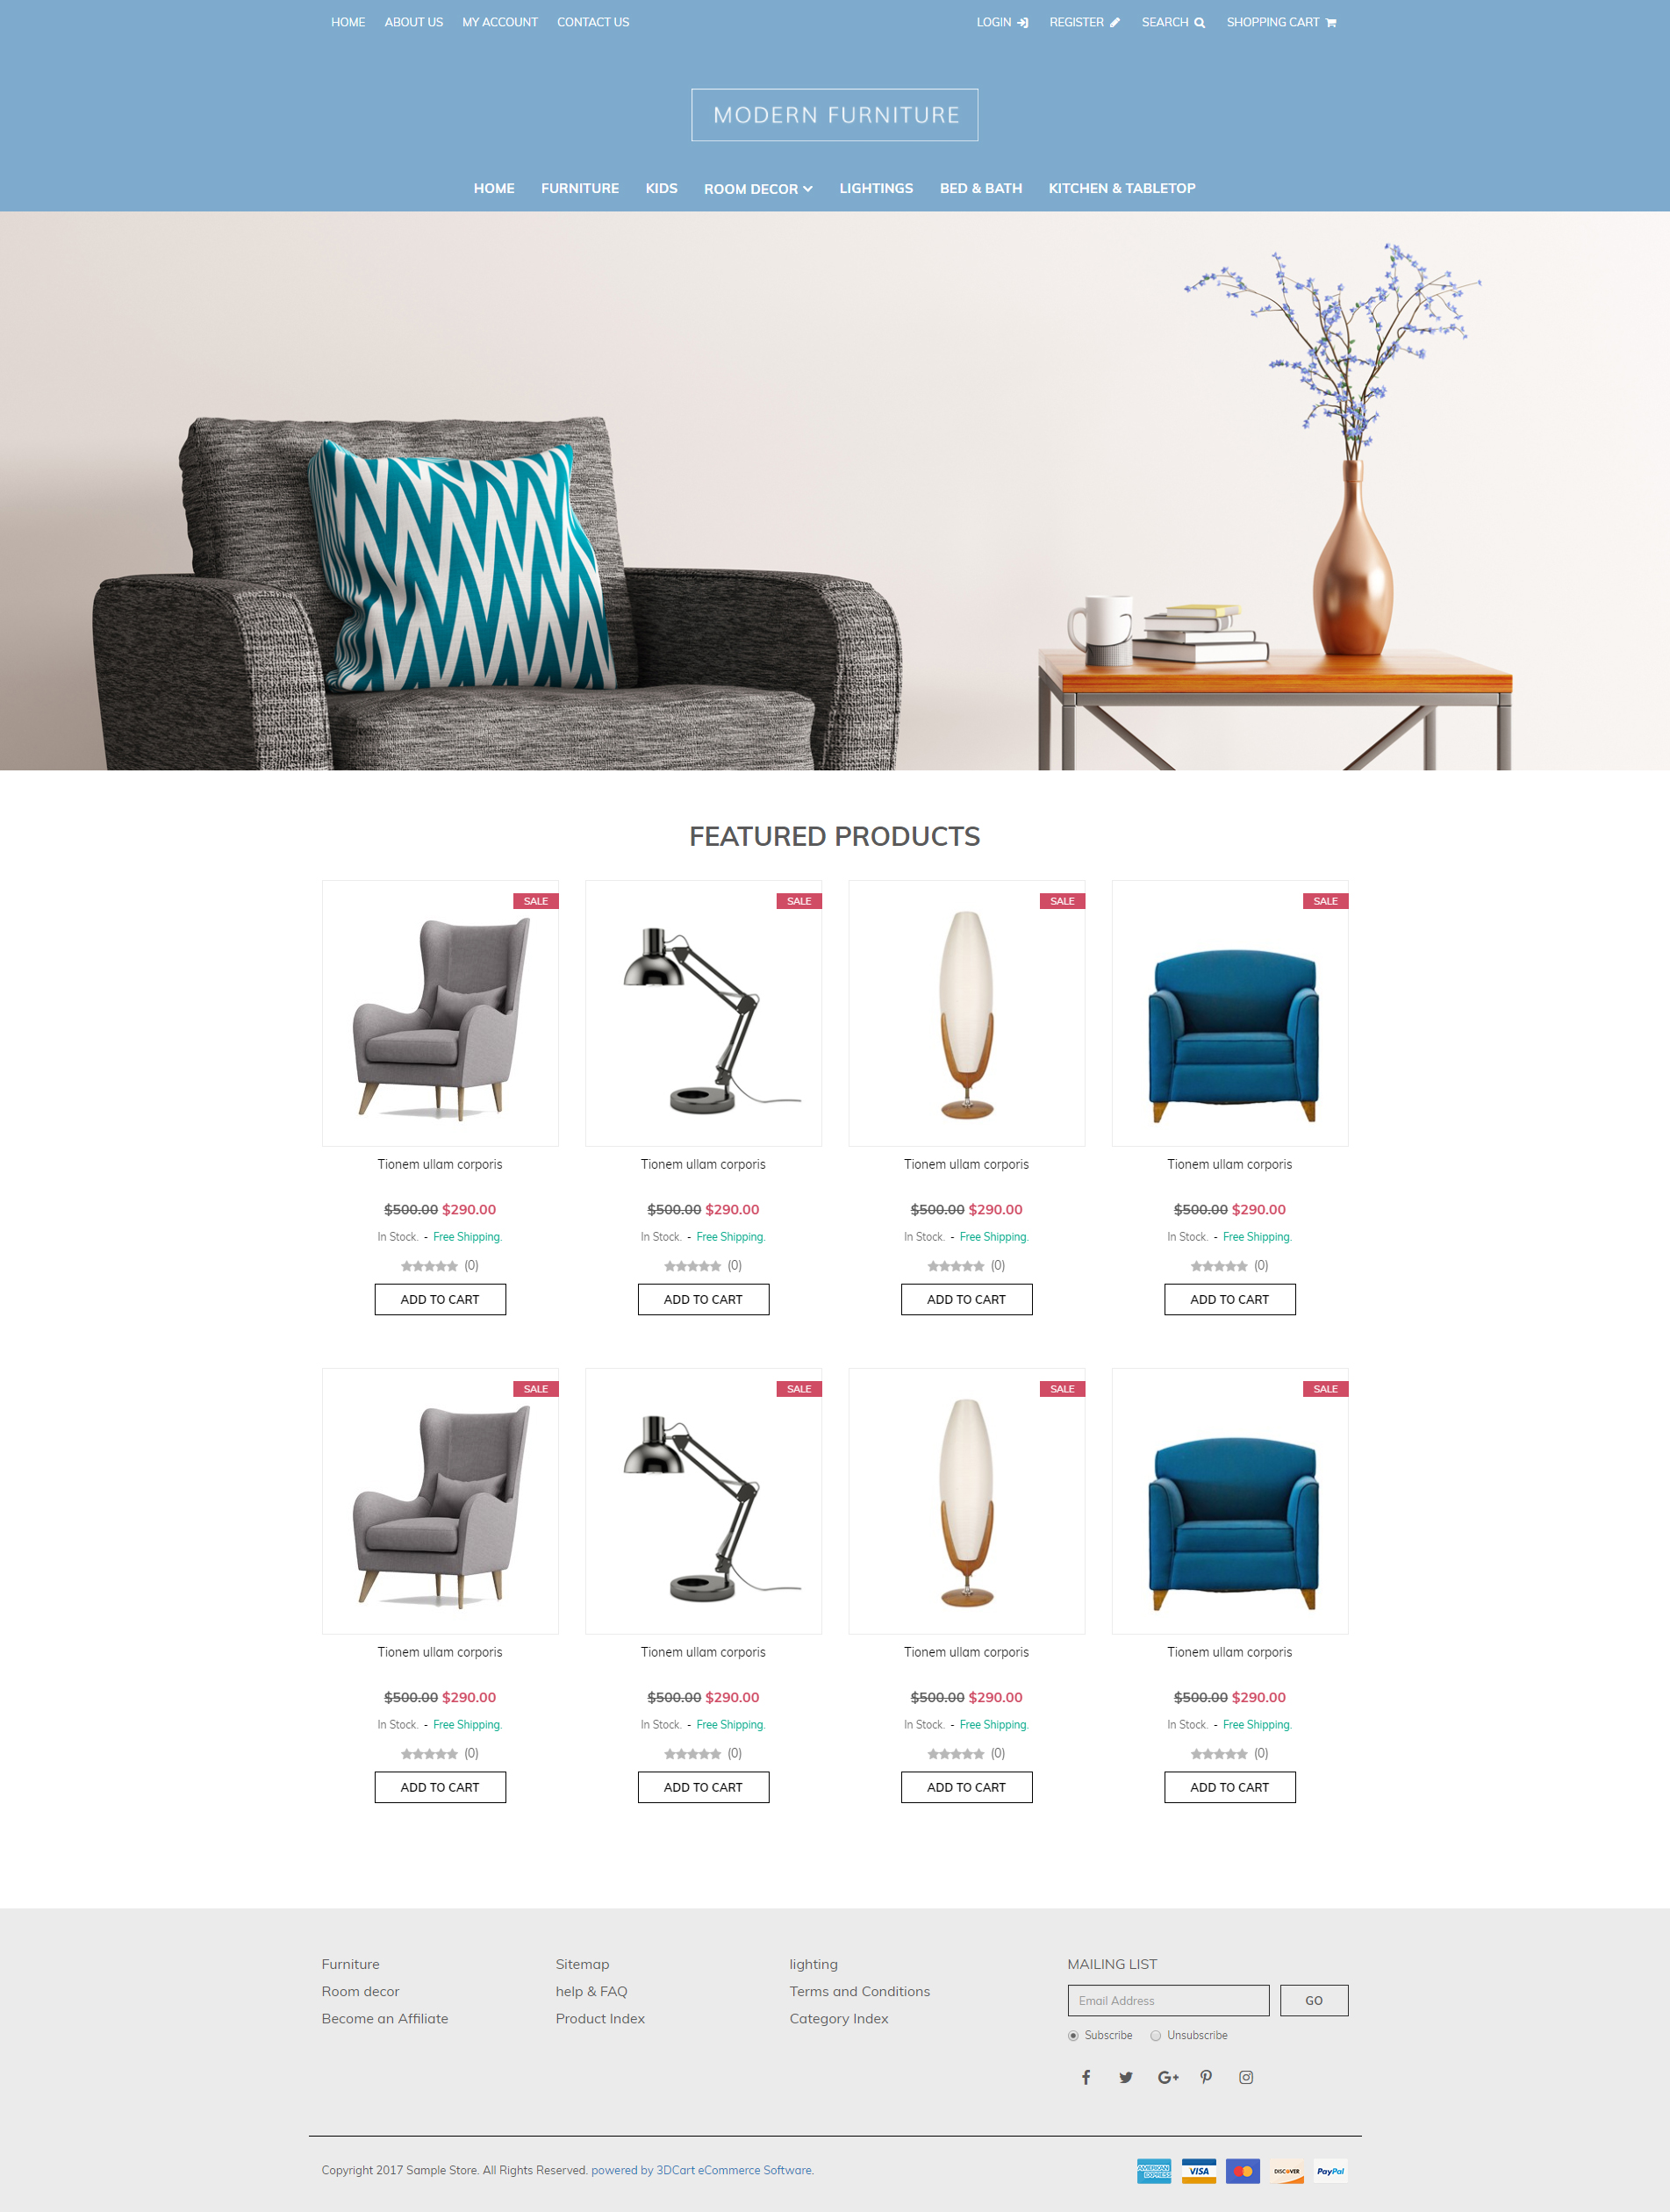 HOME ABOUT US MY ACCOUNT CONTACT US LOGIN REGISTER SEARCH SHOPPING CART
MODERN FURNITURE
HOME FURNITURE KIDS ROOM DECOR LIGHTINGS BED & BATH KITCHEN & TABLETOP
FEATURED PRODUCTS
SALE SALE SALE SALE
Tionem ullam corporis Tionem ullam corporis Tionem ullam corporis Tionem ullam corporis
$500.00 $290.00 $500.00 $290.00 $500.00 $290.00 $500.00 $290.00
In Stock. - Free Shipping. In Stock. - Free Shipping. In Stock. - Free Shipping. In Stock. - Free Shipping.
(0) (0) (0) (0)
ADD TO CART ADD TO CART ADD TO CART ADD TO CART
SALE SALE SALE SALE
Tionem ullam corporis Tionem ullam corporis Tionem ullam corporis Tionem ullam corporis
$500.00 $290.00 $500.00 $290.00 $500.00 $290.00 $500.00 $290.00
In Stock. - Free Shipping. In Stock. - Free Shipping. In Stock. - Free Shipping. In Stock. - Free Shipping.
(0) (0) (0) (0)
ADD TO CART ADD TO CART ADD TO CART ADD TO CART
Furniture Sitemap lighting MAILING LIST
Room decor help & FAQ Terms and Conditions Email Address GO
Become an Affiliate Product Index Category Index
Subscribe Unsubscribe
G+
Copyright 2017 Sample Store. All Rights Reserved. powered by 3DCart eCommerce Software. AMERICAN EXPRESS VISA DISCOVER PayPal